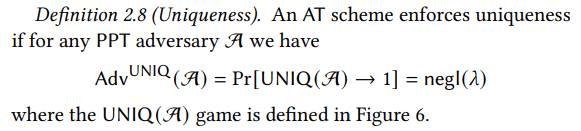 Definition 2.8 (Uniqueness). An AT scheme enforces uniqueness
if for any PPT adversary 𝒜 we have
Adv^UNIQ(𝒜) = Pr[UNIQ(𝒜) → 1] = negl(λ)
where the UNIQ(𝒜) game is defined in Figure 6.